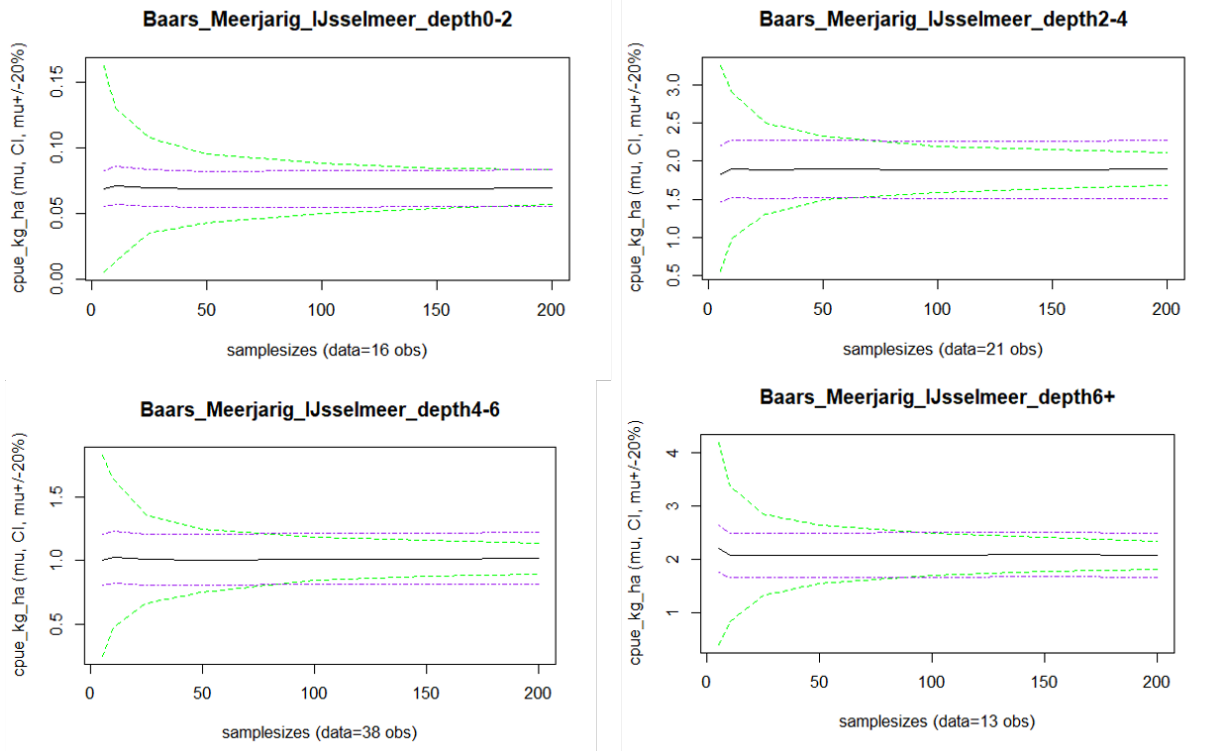 Baars_Meerjarig_IJsselmeer_depth0-2
cpue_kg_ha (mu, CI, mu+/-20%)
0.00 0.05 0.10 0.15
0 50 100 150 200
samplesizes (data=16 obs)
Baars_Meerjarig_IJsselmeer_depth2-4
cpue_kg_ha (mu, CI, mu+/-20%)
0.5 1.0 1.5 2.0 2.5 3.0
0 50 100 150 200
samplesizes (data=21 obs)
Baars_Meerjarig_IJsselmeer_depth4-6
cpue_kg_ha (mu, CI, mu+/-20%)
0.5 1.0 1.5
0 50 100 150 200
samplesizes (data=38 obs)
Baars_Meerjarig_IJsselmeer_depth6+
cpue_kg_ha (mu, CI, mu+/-20%)
1 2 3 4
0 50 100 150 200
samplesizes (data=13 obs)